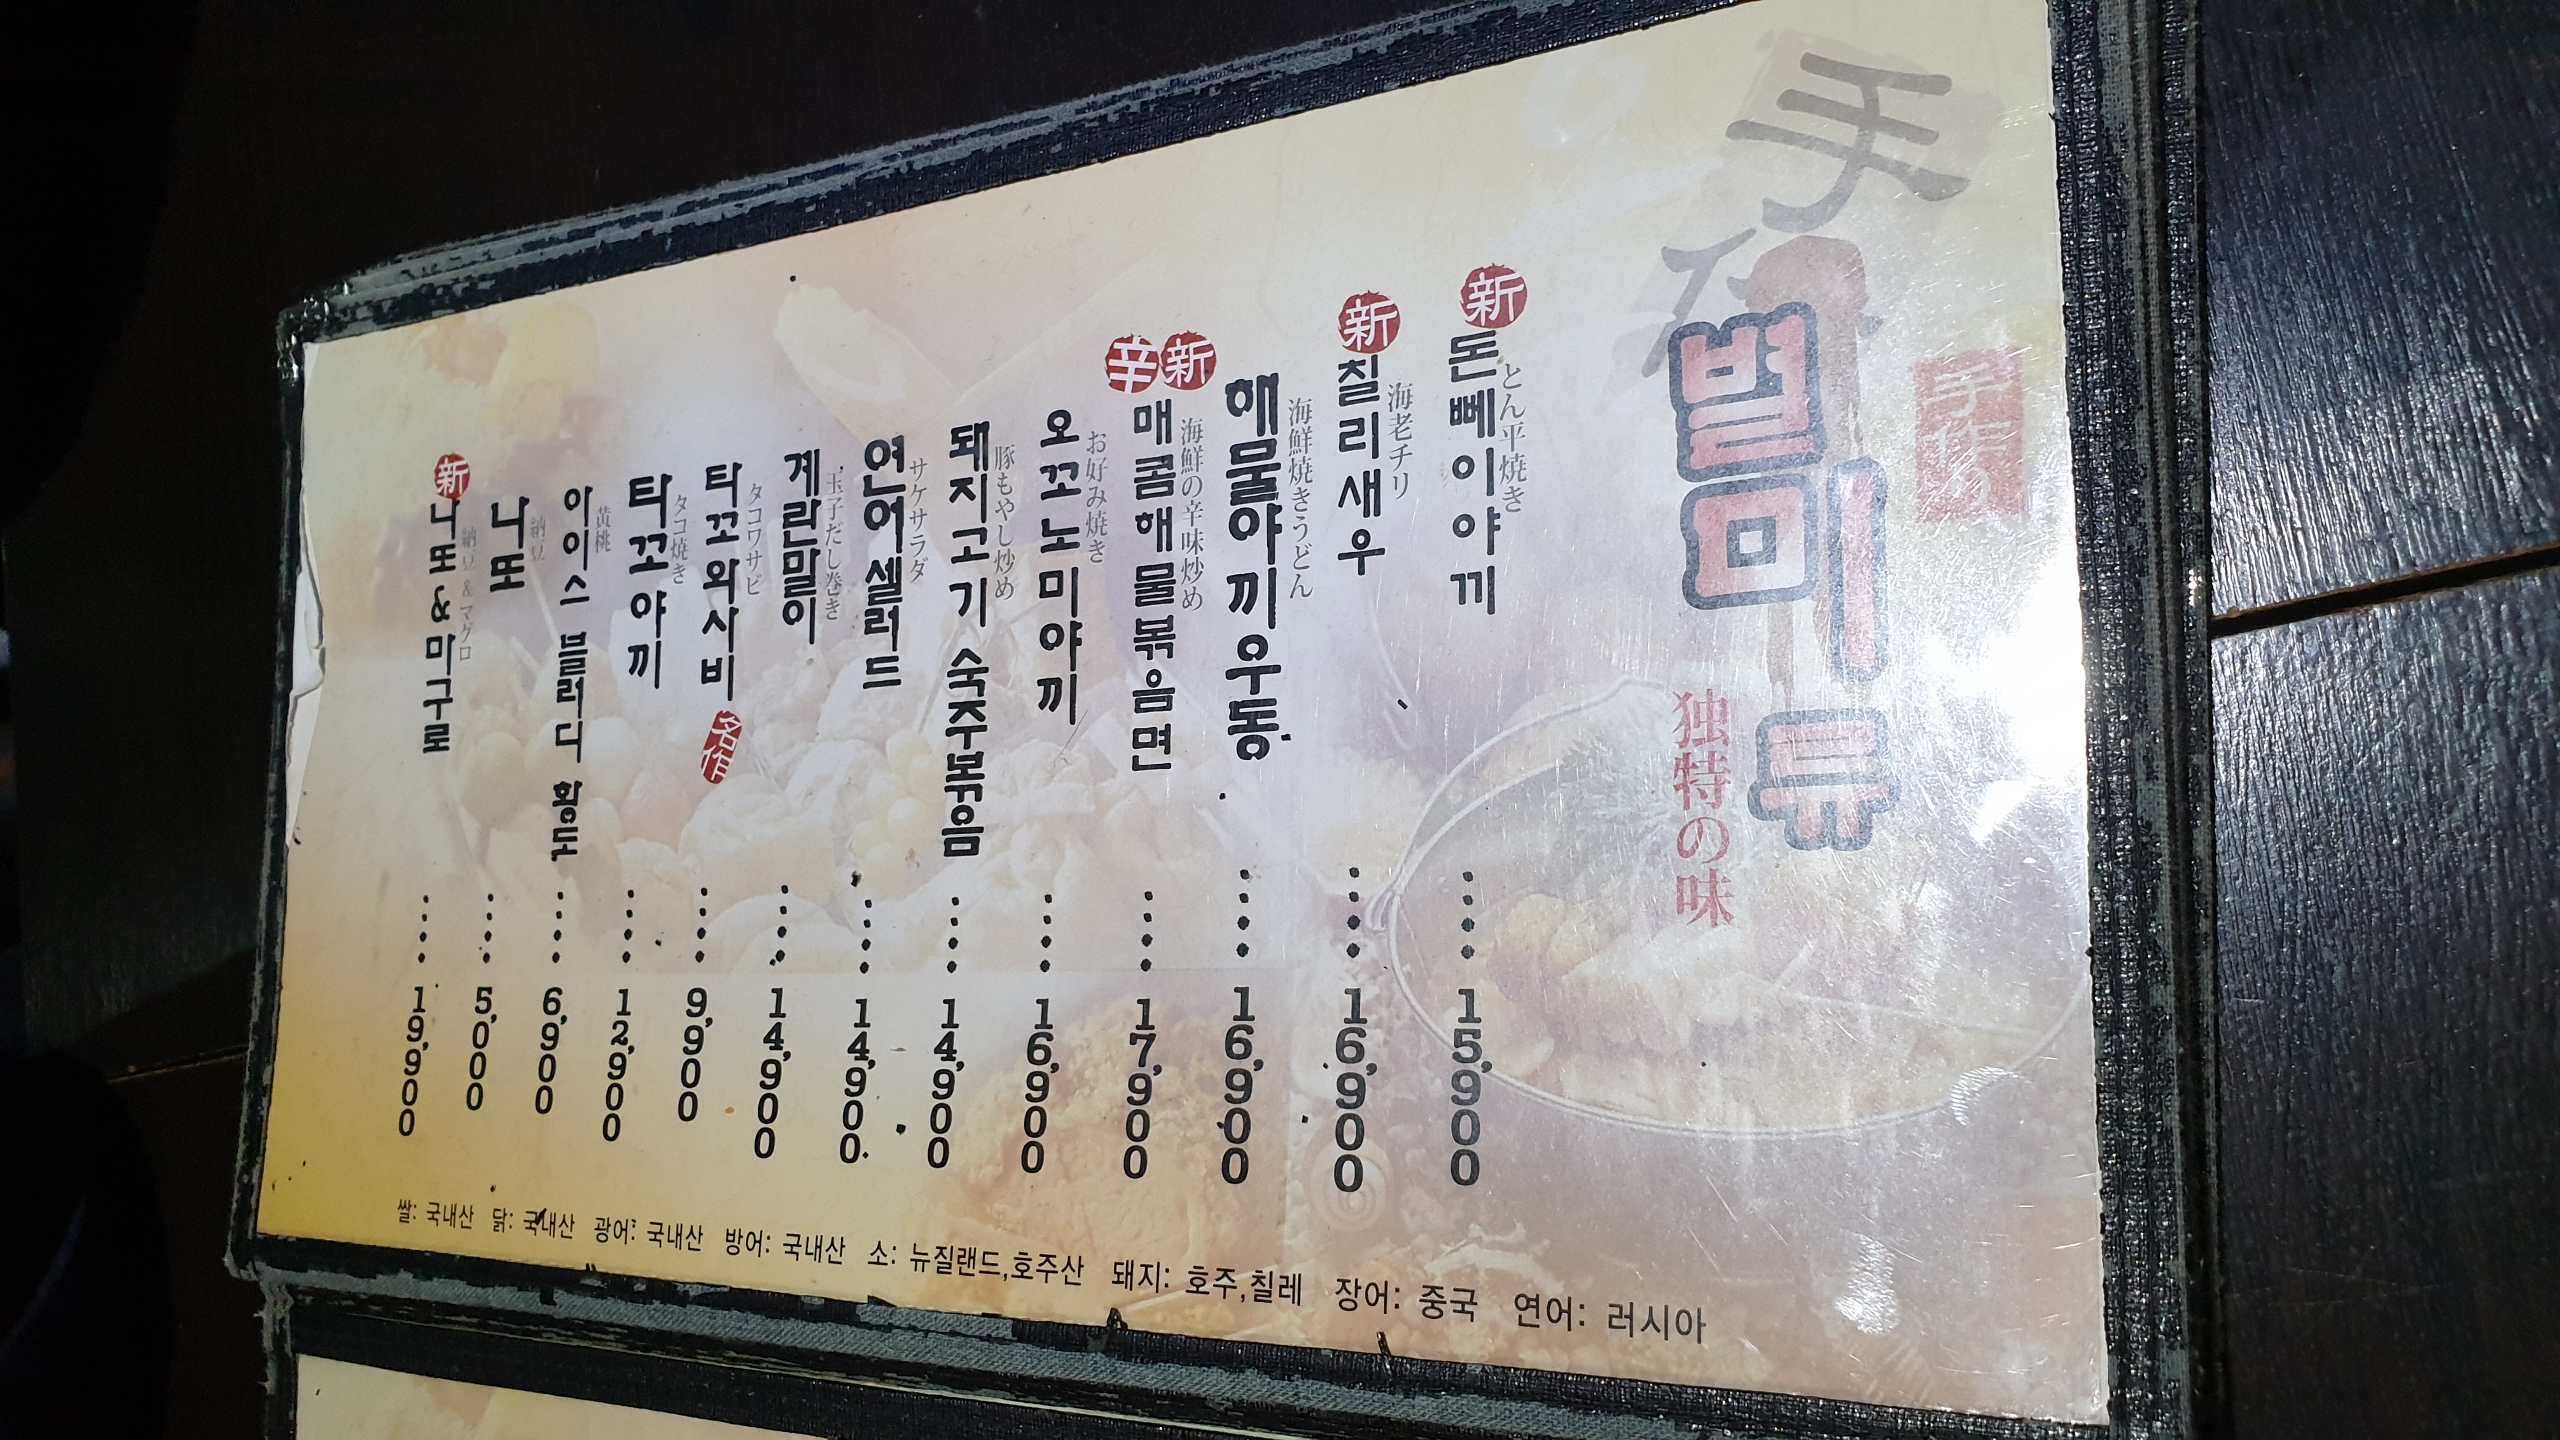 手作
手作り
별미류
独特の味
新
돈뻬이야끼 ‥‥ 15,900
とん平焼き
新
칠리새우 ‥‥ 16,900
海老チリ
해물야끼우동 ‥‥ 16,900
海鮮焼きうどん
辛新
매콤해물볶음면 ‥‥ 17,900
海鮮の辛味炒め
오꼬노미야끼 ‥‥ 16,900
お好み焼き
돼지고기 숙주볶음 ‥‥ 14,900
豚もやし炒め
연어샐러드 ‥‥ 14,900
サケサラダ
계란말이 ‥‥ 14,900
玉子だし巻き
타꼬와사비 名作 ‥‥ 9,900
タコワサビ
타꼬야끼 ‥‥ 12,900
タコ焼き
아이스 블러디 황도 ‥‥ 6,900
黄桃
나또 ‥‥ 5,000
納豆
新
나또&마구로 ‥‥ 19,900
納豆&マグロ
쌀: 국내산 닭: 국내산 광어: 국내산 방어: 국내산 소: 뉴질랜드,호주산 돼지: 호주,칠레 장어: 중국 연어: 러시아